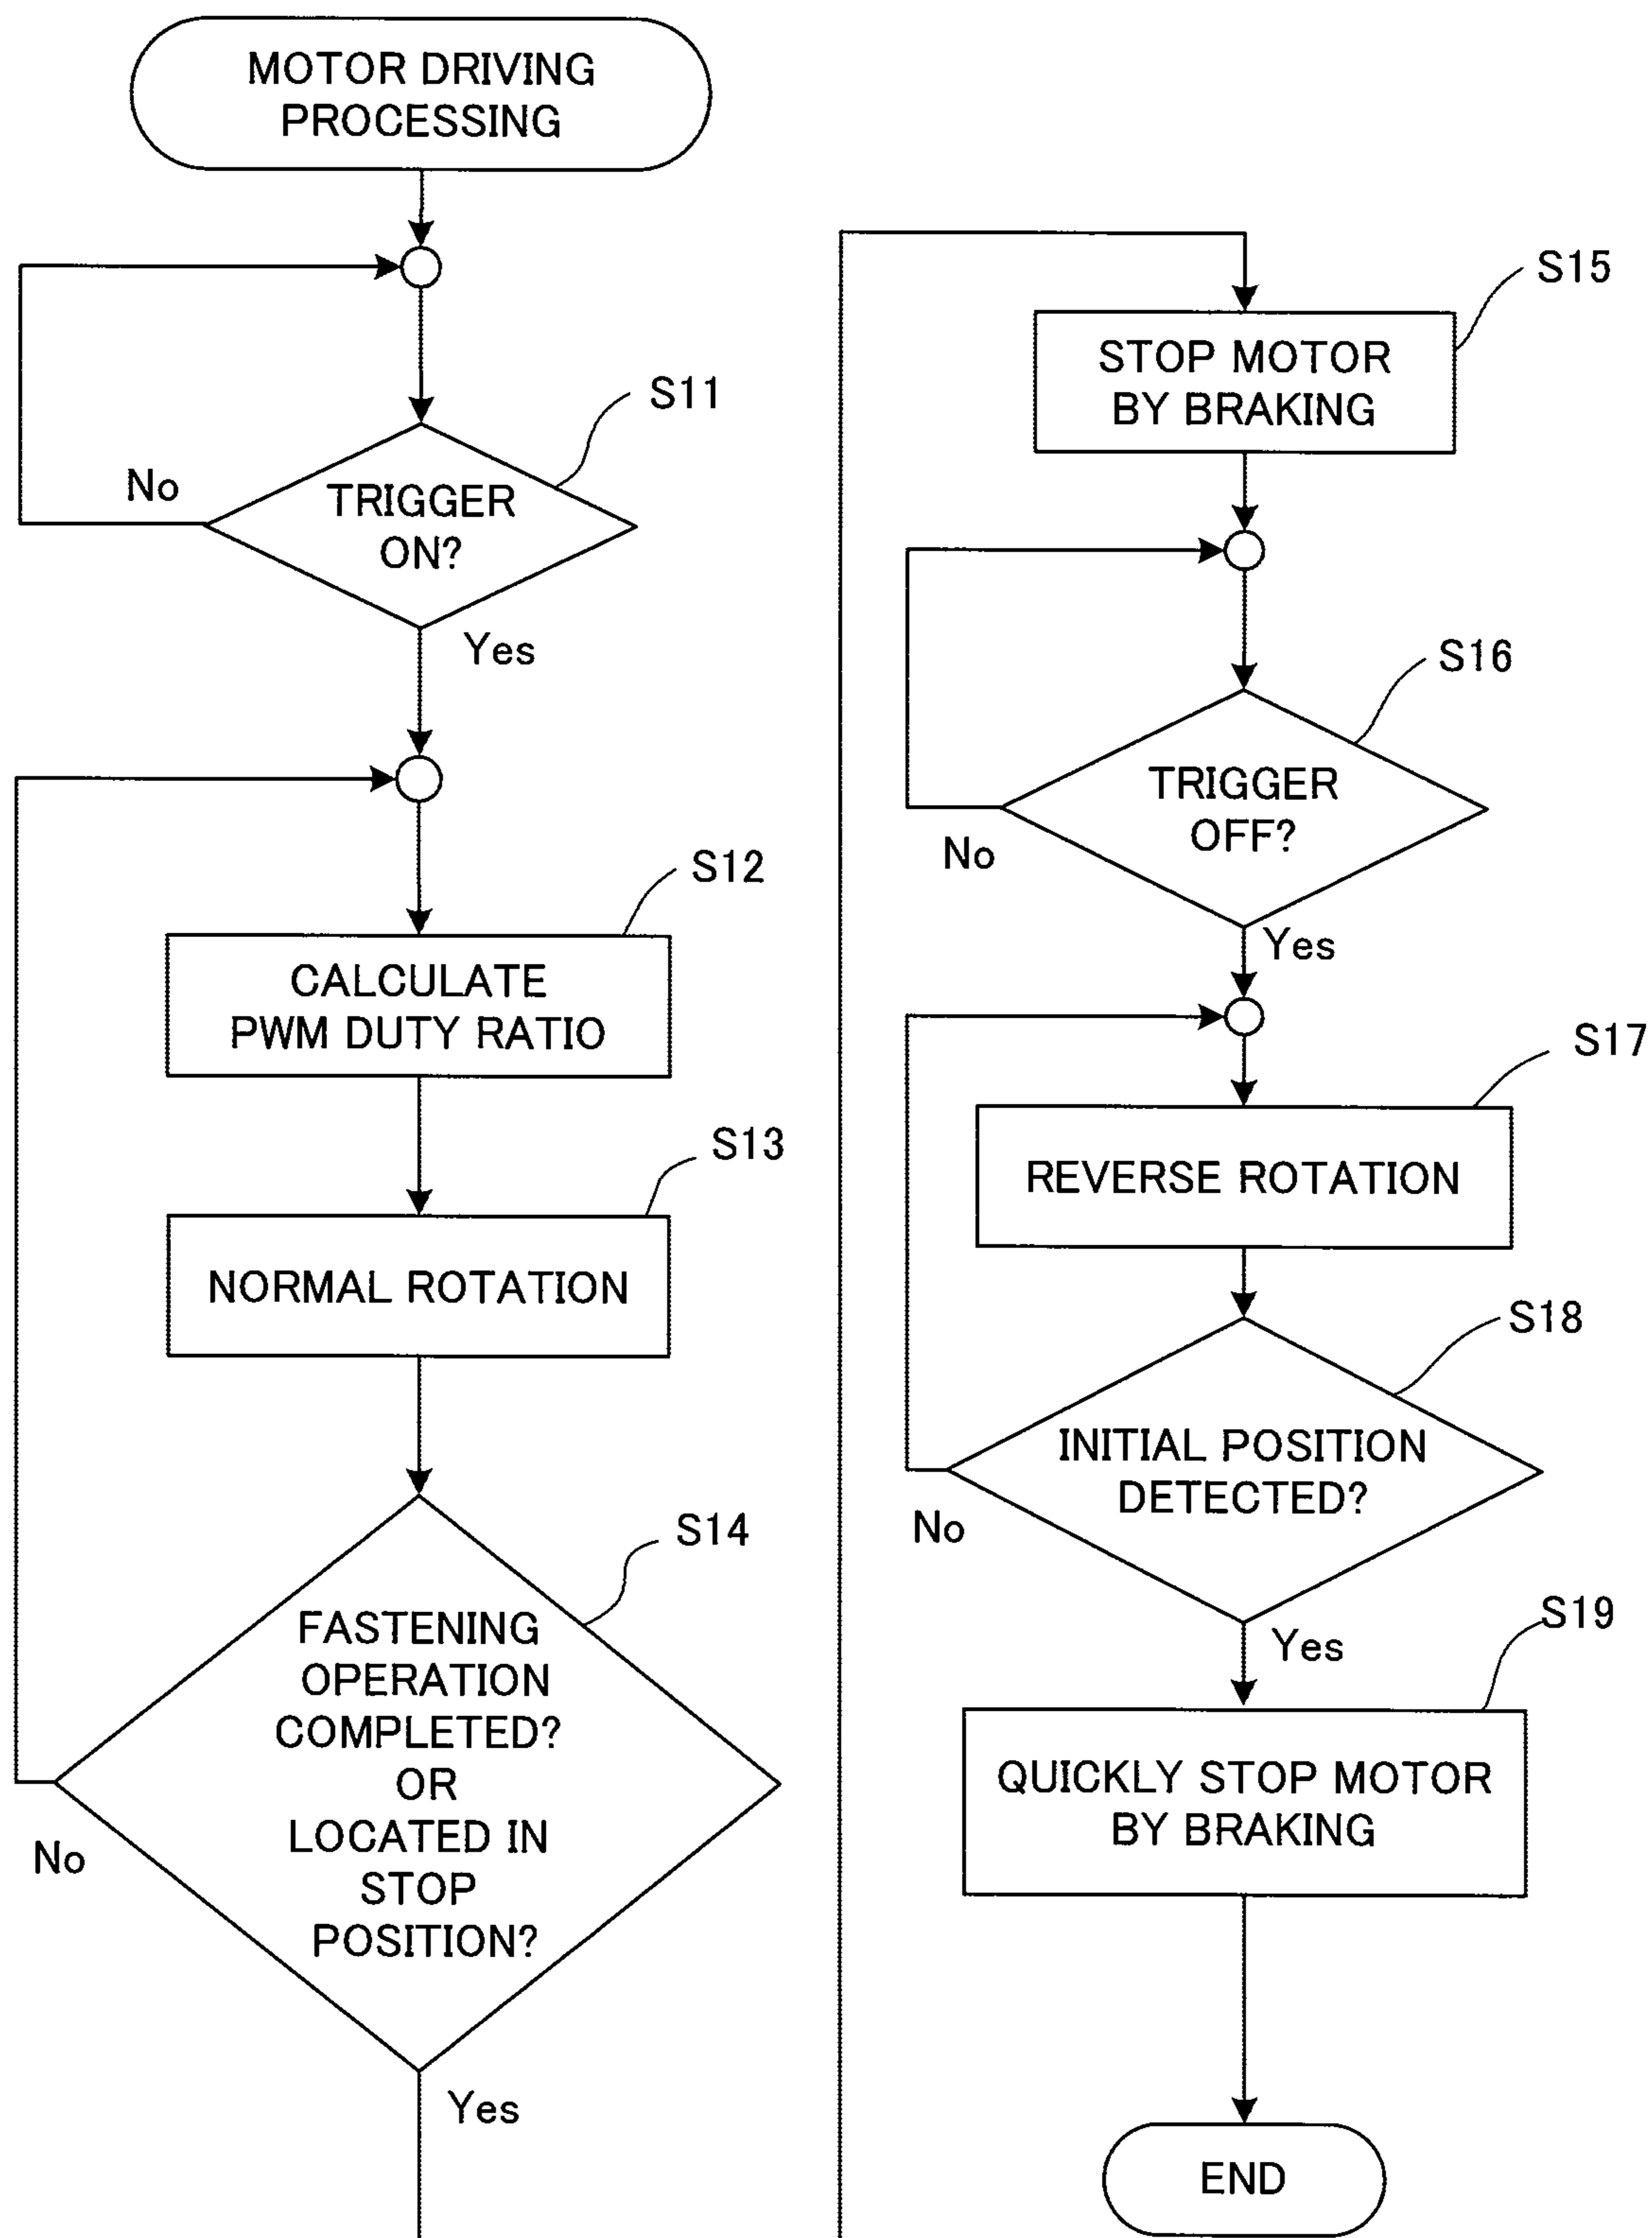 MOTOR DRIVING
PROCESSING
S11
TRIGGER
ON?
No
Yes
S12
CALCULATE
PWM DUTY RATIO
S13
NORMAL ROTATION
S14
FASTENING
OPERATION
COMPLETED?
OR
LOCATED IN
STOP
POSITION?
No
Yes
S15
STOP MOTOR
BY BRAKING
S16
TRIGGER
OFF?
No
Yes
S17
REVERSE ROTATION
S18
INITIAL POSITION
DETECTED?
No
Yes
S19
QUICKLY STOP MOTOR
BY BRAKING
END